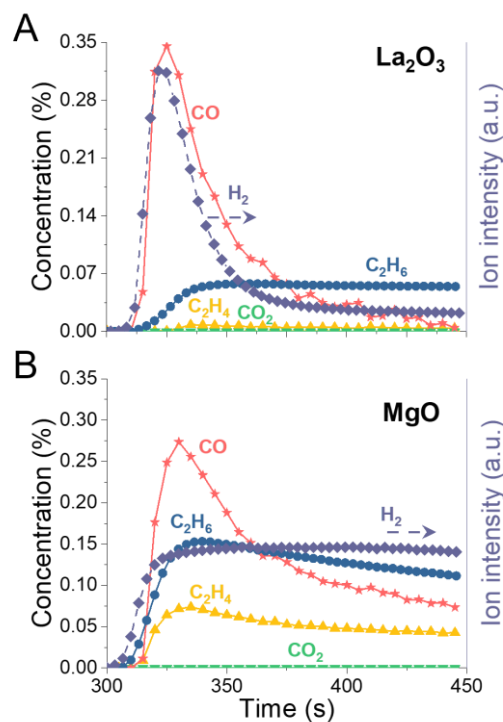 A
La₂O₃
Concentration (%)
0.35
0.28
0.21
0.14
0.07
0.00
CO
H₂
C₂H₆
C₂H₄
CO₂
Ion intensity (a.u.)
B
MgO
Concentration (%)
0.35
0.30
0.25
0.20
0.15
0.10
0.05
0.00
CO
H₂
C₂H₆
C₂H₄
CO₂
Ion intensity (a.u.)
300 350 400 450
Time (s)